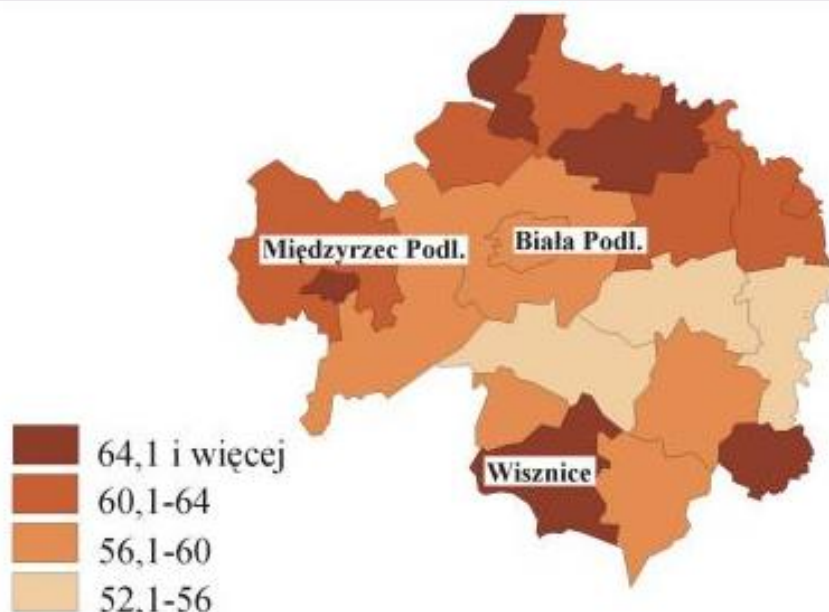 Międzyrzec Podl.
Biała Podl.
Wisznice
64,1 i więcej
60,1-64
56,1-60
52,1-56